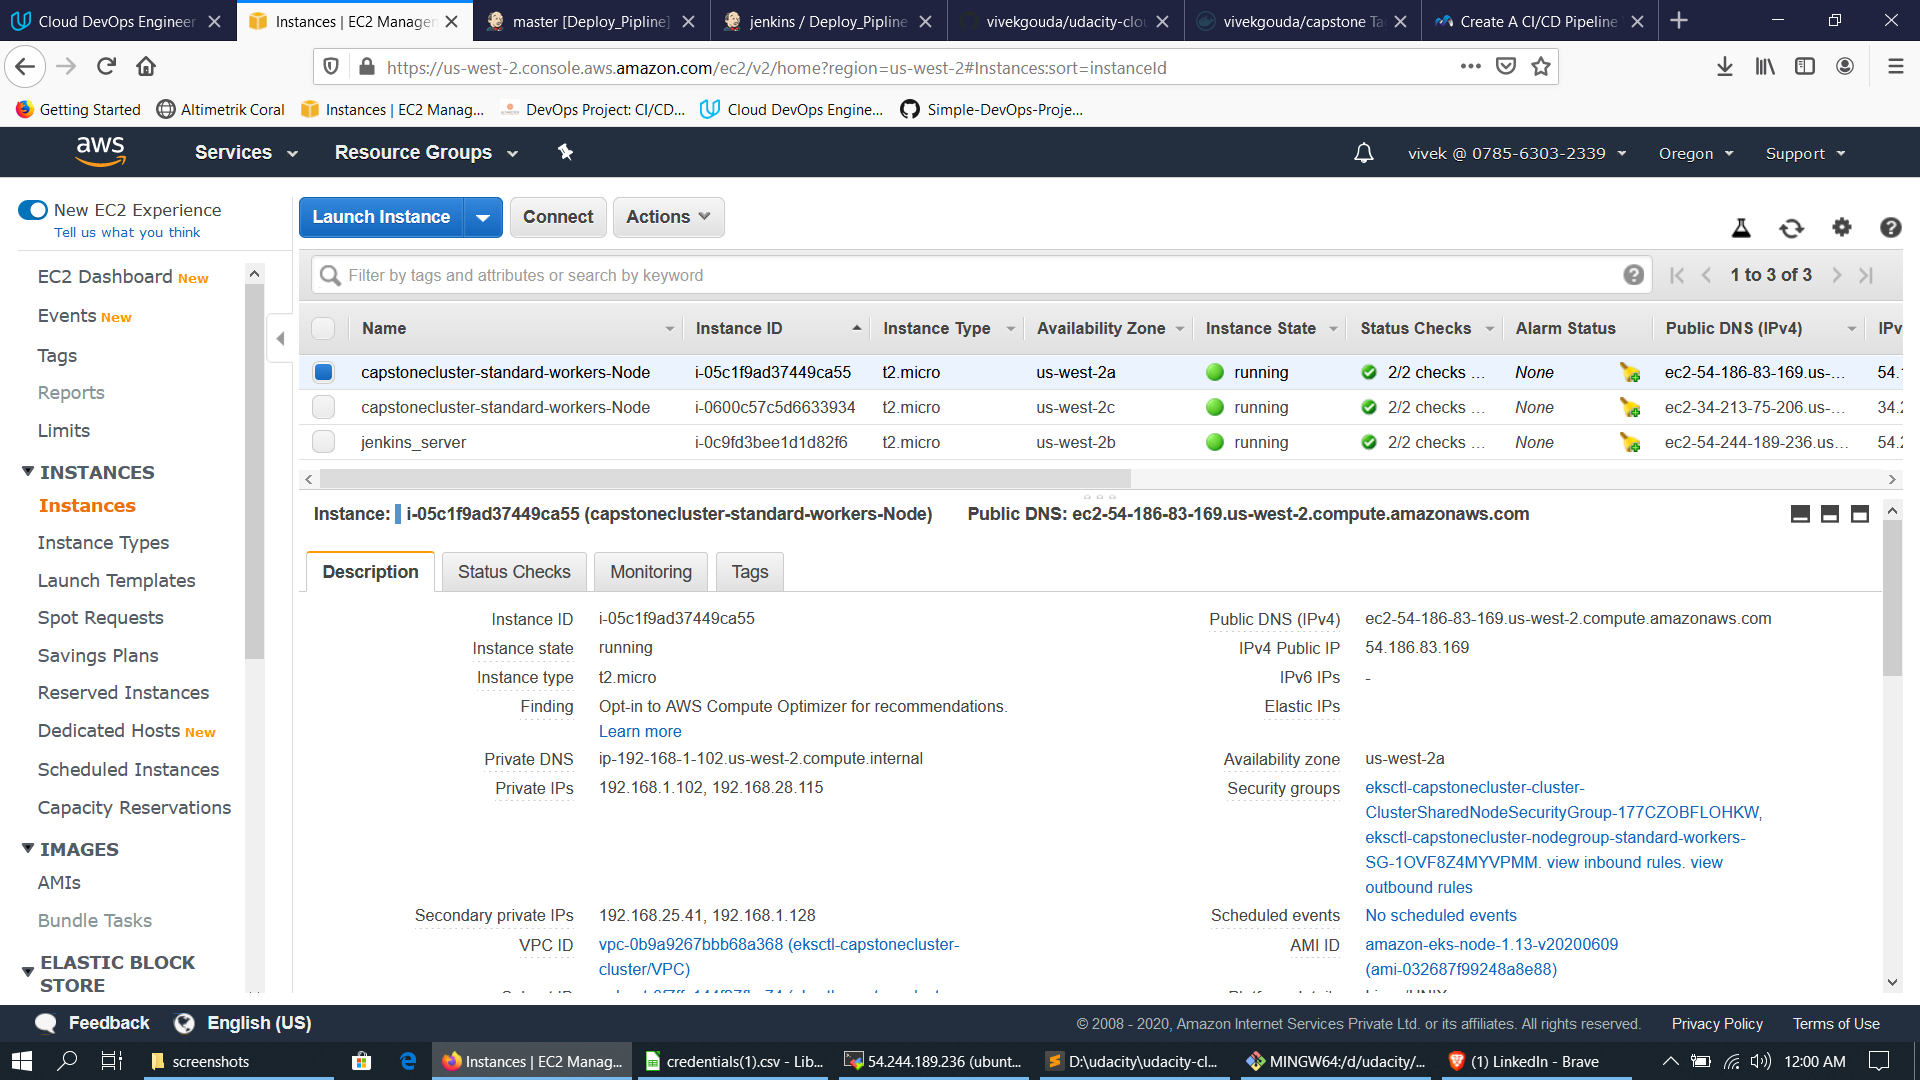 Cloud DevOps Engineer
Instances | EC2 Managem
master [Deploy_Pipline]
jenkins / Deploy_Pipline
vivekgouda/udacity-clou
vivekgouda/capstone Ta
Create A CI/CD Pipeline
https://us-west-2.console.aws.amazon.com/ec2/v2/home?region=us-west-2#Instances:sort=instanceId
Getting Started
Altimetrik Coral
Instances | EC2 Manag...
DevOps Project: CI/CD...
Cloud DevOps Engine...
Simple-DevOps-Proje...
aws
Services
Resource Groups
vivek @ 0785-6303-2339
Oregon
Support
New EC2 Experience
Tell us what you think
EC2 Dashboard New
Events New
Tags
Reports
Limits
INSTANCES
Instances
Instance Types
Launch Templates
Spot Requests
Savings Plans
Reserved Instances
Dedicated Hosts New
Scheduled Instances
Capacity Reservations
IMAGES
AMIs
Bundle Tasks
ELASTIC BLOCK
STORE
Launch Instance
Connect
Actions
Filter by tags and attributes or search by keyword
1 to 3 of 3
Name Instance ID Instance Type Availability Zone Instance State Status Checks Alarm Status Public DNS (IPv4) IPv
capstonecluster-standard-workers-Node i-05c1f9ad37449ca55 t2.micro us-west-2a running 2/2 checks ... None ec2-54-186-83-169.us-... 54.
capstonecluster-standard-workers-Node i-0600c57c5d6633934 t2.micro us-west-2c running 2/2 checks ... None ec2-34-213-75-206.us-... 34.2
jenkins_server i-0c9fd3bee1d1d82f6 t2.micro us-west-2b running 2/2 checks ... None ec2-54-244-189-236.us... 54.2
Instance: i-05c1f9ad37449ca55 (capstonecluster-standard-workers-Node) Public DNS: ec2-54-186-83-169.us-west-2.compute.amazonaws.com
Description
Status Checks
Monitoring
Tags
Instance ID i-05c1f9ad37449ca55
Instance state running
Instance type t2.micro
Finding Opt-in to AWS Compute Optimizer for recommendations.
Learn more
Private DNS ip-192-168-1-102.us-west-2.compute.internal
Private IPs 192.168.1.102, 192.168.28.115
Secondary private IPs 192.168.25.41, 192.168.1.128
VPC ID vpc-0b9a9267bbb68a368 (eksctl-capstonecluster-
cluster/VPC)
Public DNS (IPv4) ec2-54-186-83-169.us-west-2.compute.amazonaws.com
IPv4 Public IP 54.186.83.169
IPv6 IPs -
Elastic IPs
Availability zone us-west-2a
Security groups eksctl-capstonecluster-cluster-
ClusterSharedNodeSecurityGroup-177CZOBFLOHKW,
eksctl-capstonecluster-nodegroup-standard-workers-
SG-1OVF8Z4MYVPMM. view inbound rules. view
outbound rules
Scheduled events No scheduled events
AMI ID amazon-eks-node-1.13-v20200609
(ami-032687f99248a8e88)
Feedback
English (US)
© 2008 - 2020, Amazon Internet Services Private Ltd. or its affiliates. All rights reserved.
Privacy Policy
Terms of Use
screenshots
Instances | EC2 Manag...
credentials(1).csv - Lib...
54.244.189.236 (ubunt...
D:\udacity\udacity-cl...
MINGW64:/d/udacity/...
(1) LinkedIn - Brave
12:00 AM